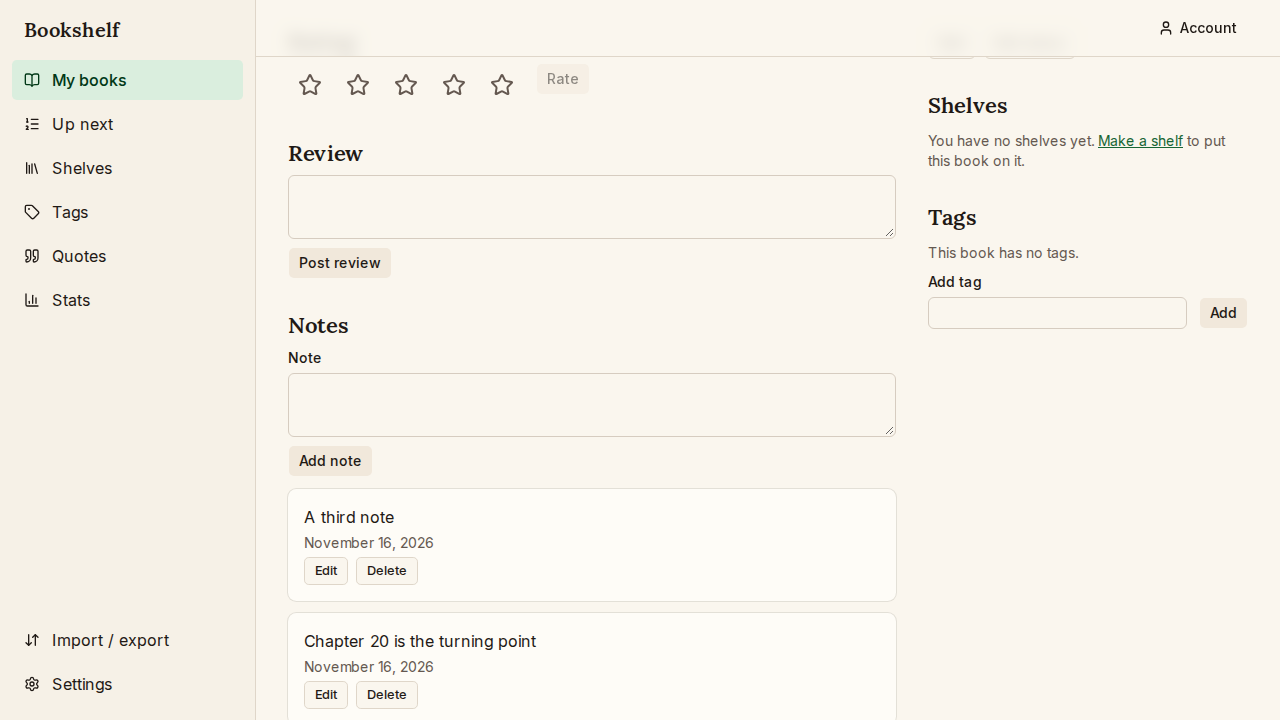 Bookshelf
My books
Up next
Shelves
Tags
Quotes
Stats
Import / export
Settings
Account
Rate
Review
Post review
Notes
Note
Add note
A third note
November 16, 2026
Edit
Delete
Chapter 20 is the turning point
November 16, 2026
Edit
Delete
Shelves
You have no shelves yet. Make a shelf to put
this book on it.
Tags
This book has no tags.
Add tag
Add